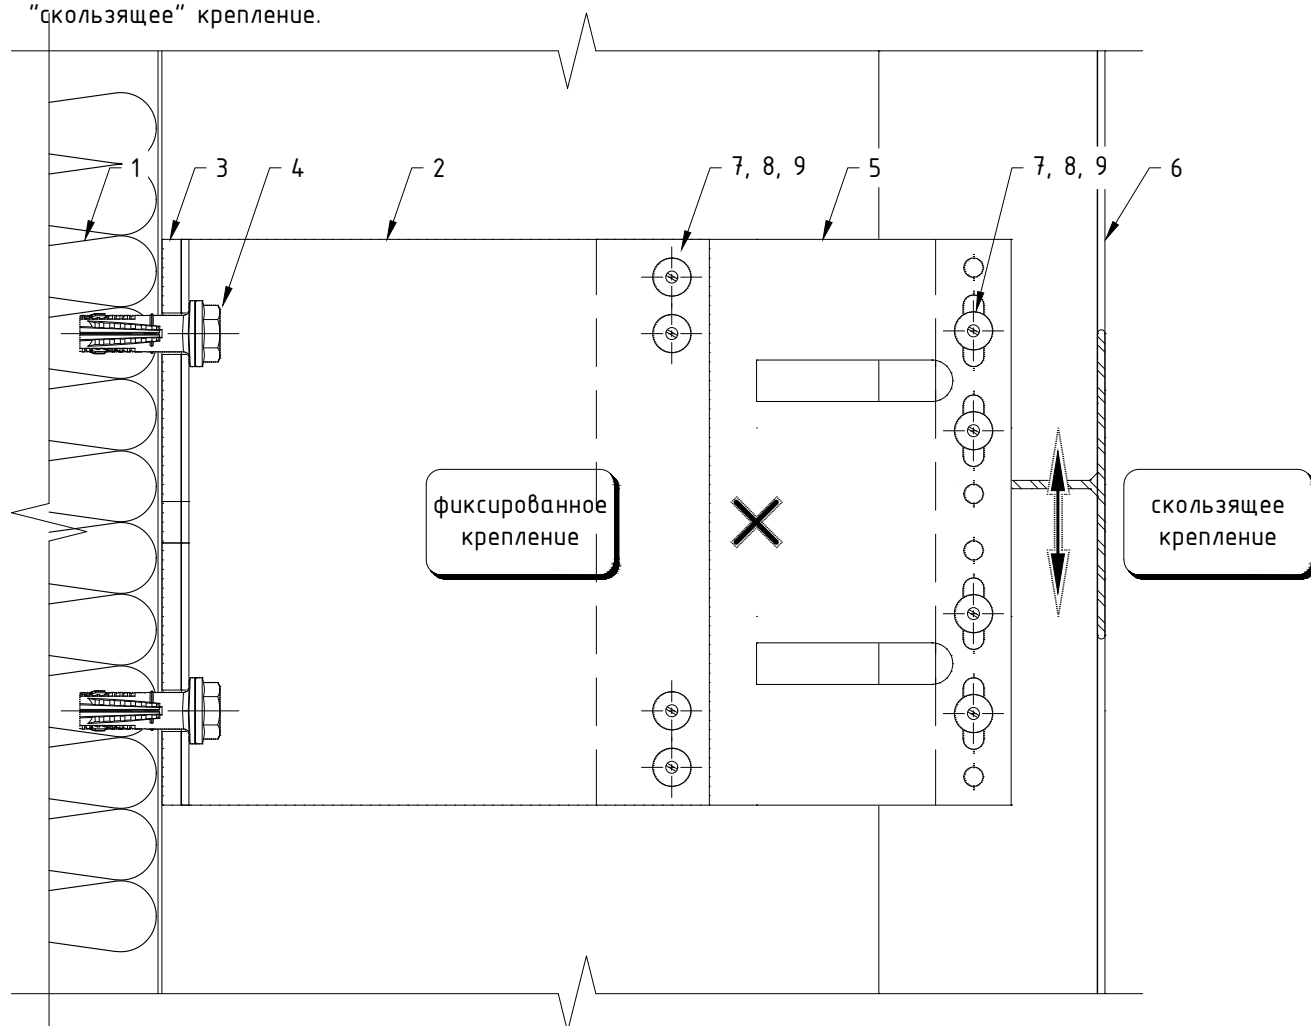 "скользящее" крепление.
1
3
4
2
7, 8, 9
5
7, 8, 9
6
фиксированное
крепление
скользящее
крепление